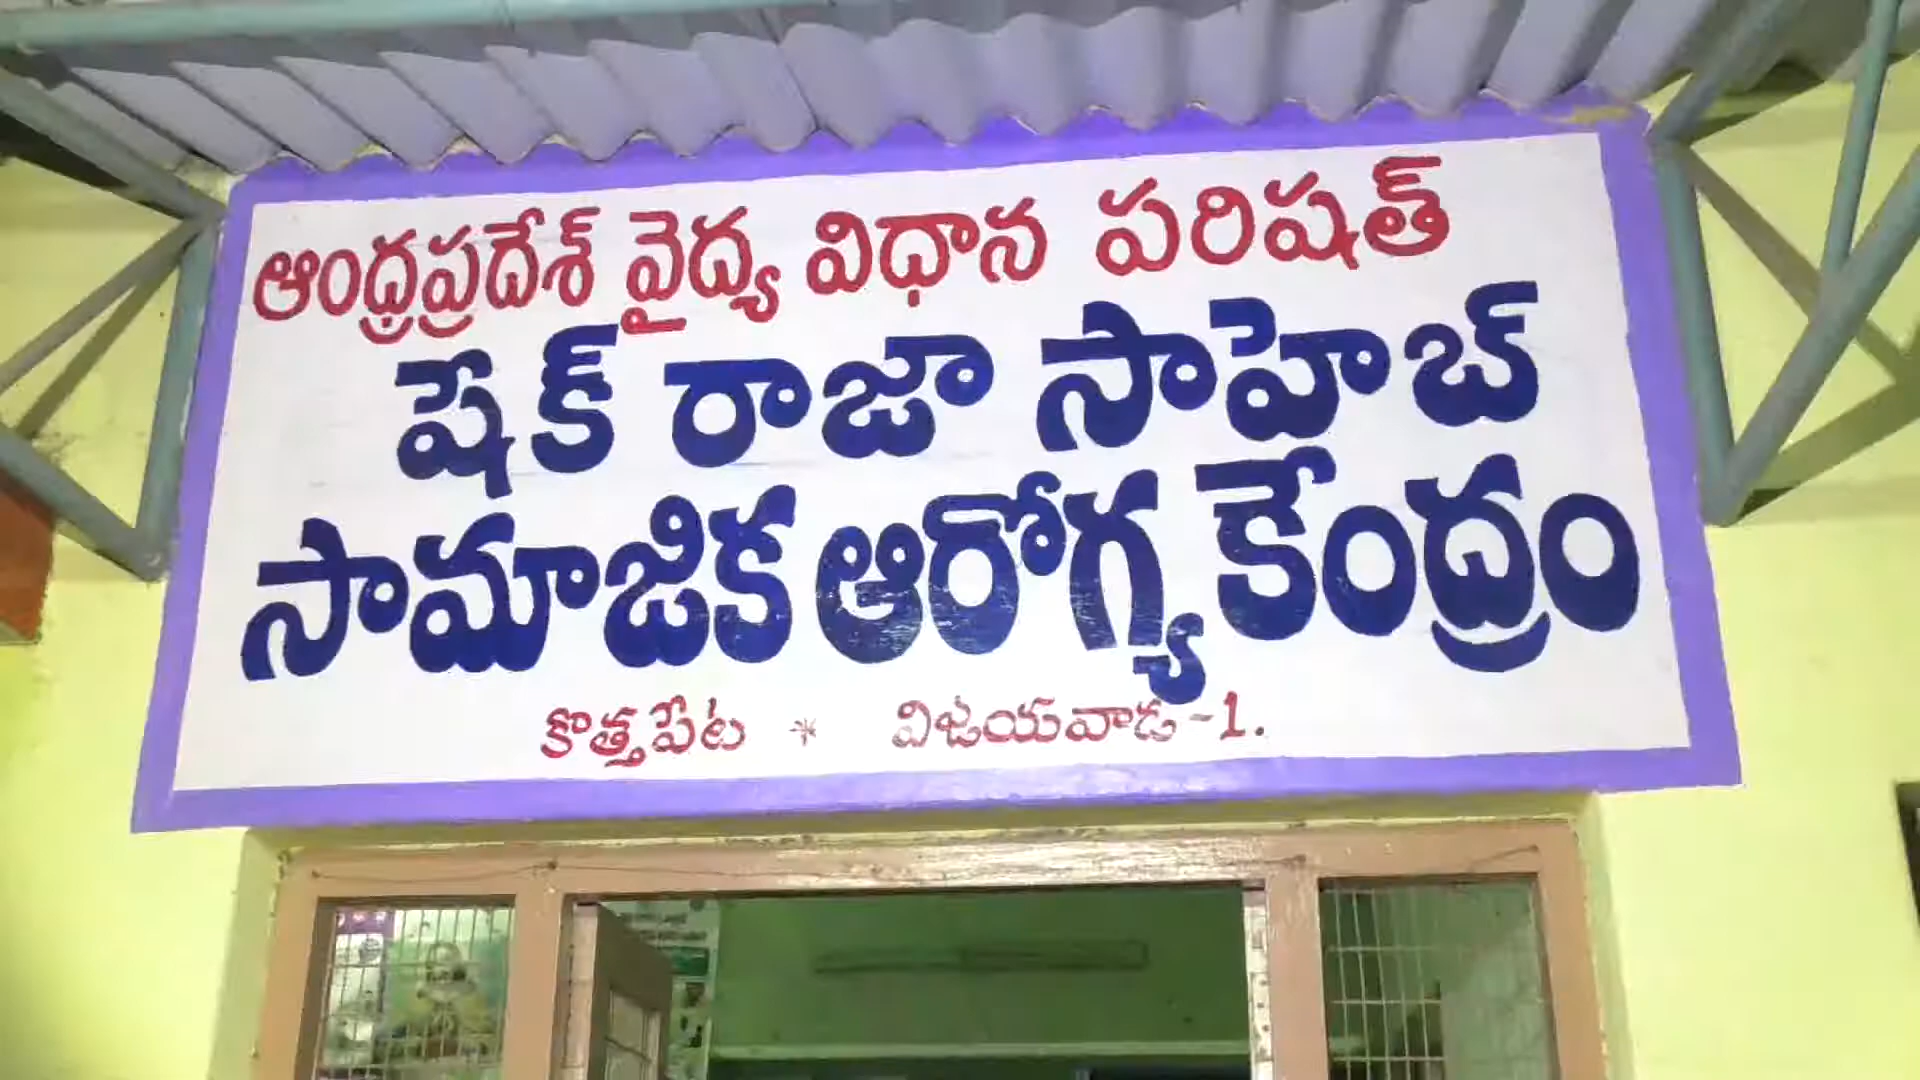 ఆంధ్రప్రదేశ్ వైద్య విధాన పరిషత్
షేక్ రాజా సాహెబ్
సామాజిక ఆరోగ్య కేంద్రం
కొత్తపేట * విజయవాడ - 1.